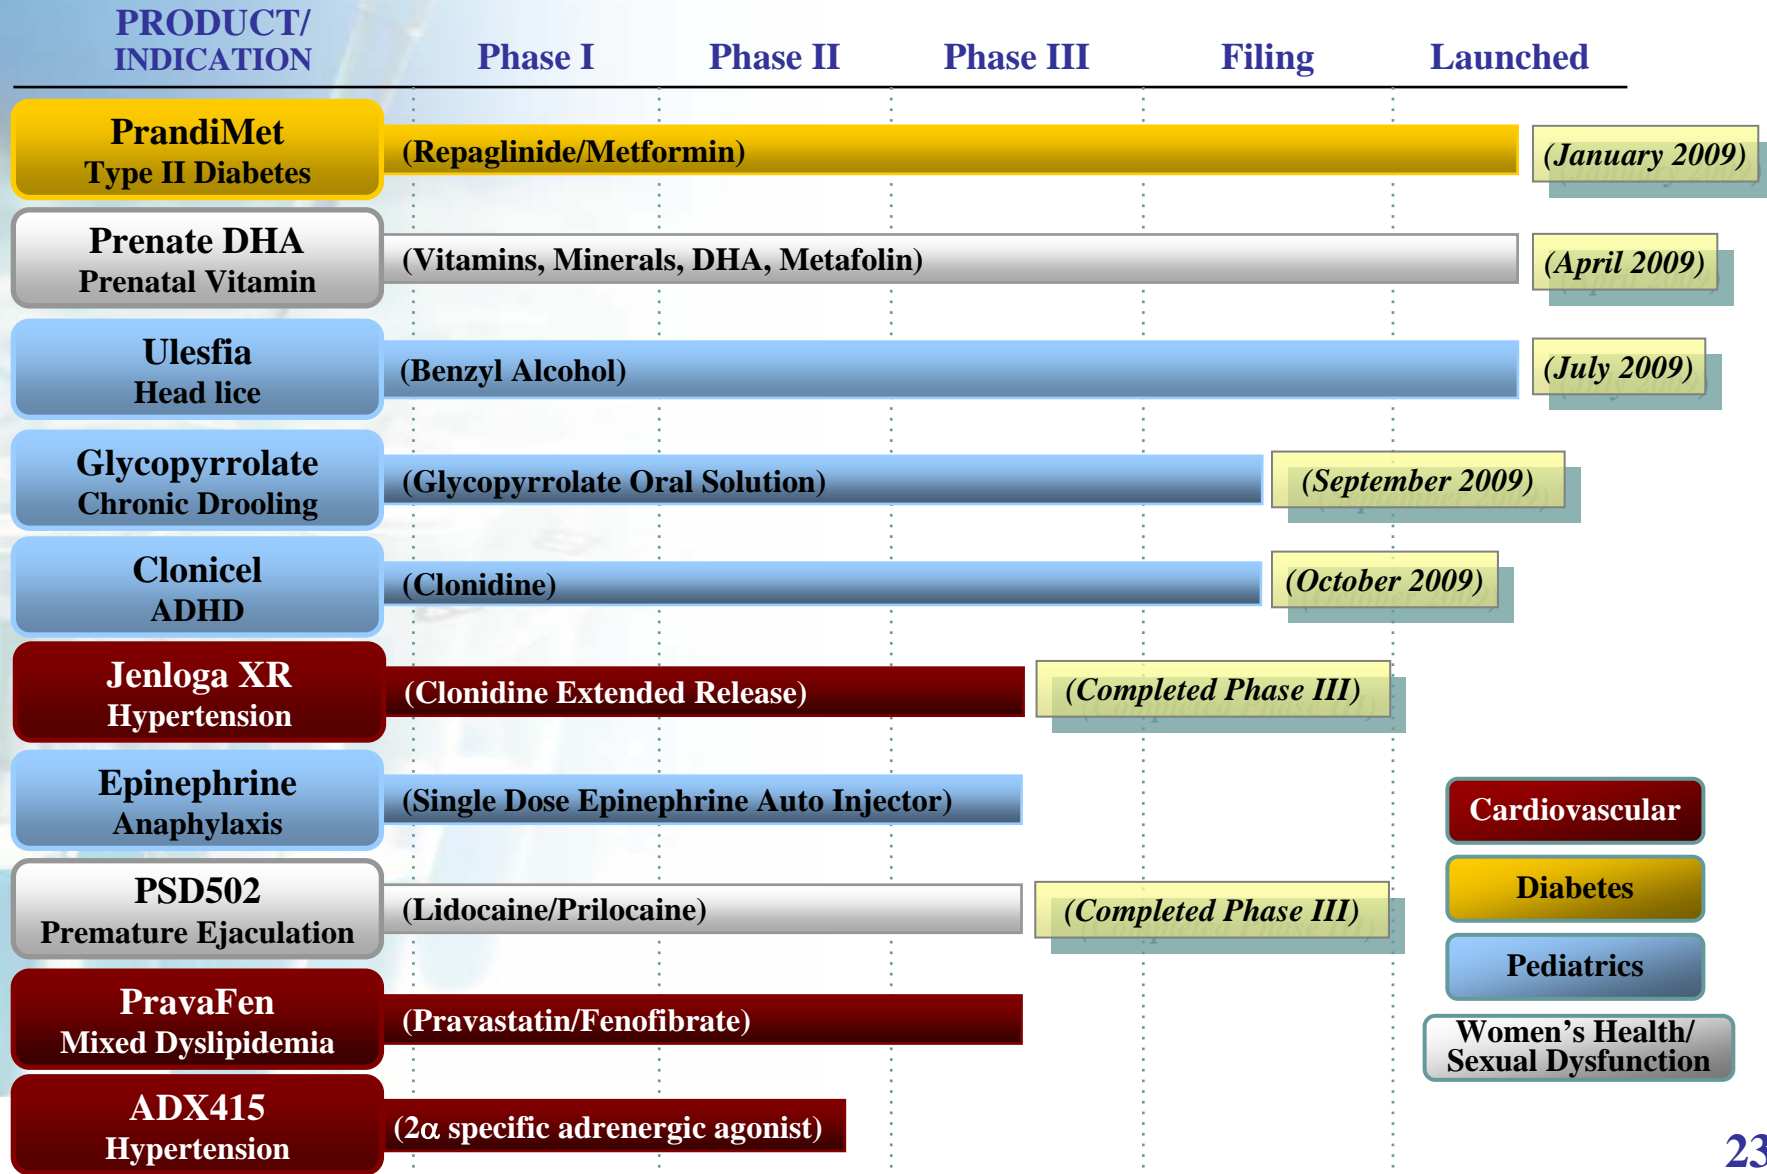 PRODUCT/
INDICATION
Phase I
Phase II
Phase III
Filing
Launched
PrandiMet
Type II Diabetes
(Repaglinide/Metformin)
(January 2009)
Prenate DHA
Prenatal Vitamin
(Vitamins, Minerals, DHA, Metafolin)
(April 2009)
Ulesfia
Head lice
(Benzyl Alcohol)
(July 2009)
Glycopyrrolate
Chronic Drooling
(Glycopyrrolate Oral Solution)
(September 2009)
Clonicel
ADHD
(Clonidine)
(October 2009)
Jenloga XR
Hypertension
(Clonidine Extended Release)
(Completed Phase III)
Epinephrine
Anaphylaxis
(Single Dose Epinephrine Auto Injector)
PSD502
Premature Ejaculation
(Lidocaine/Prilocaine)
(Completed Phase III)
PravaFen
Mixed Dyslipidemia
(Pravastatin/Fenofibrate)
ADX415
Hypertension
(2α specific adrenergic agonist)
Cardiovascular
Diabetes
Pediatrics
Women’s Health/
Sexual Dysfunction
23